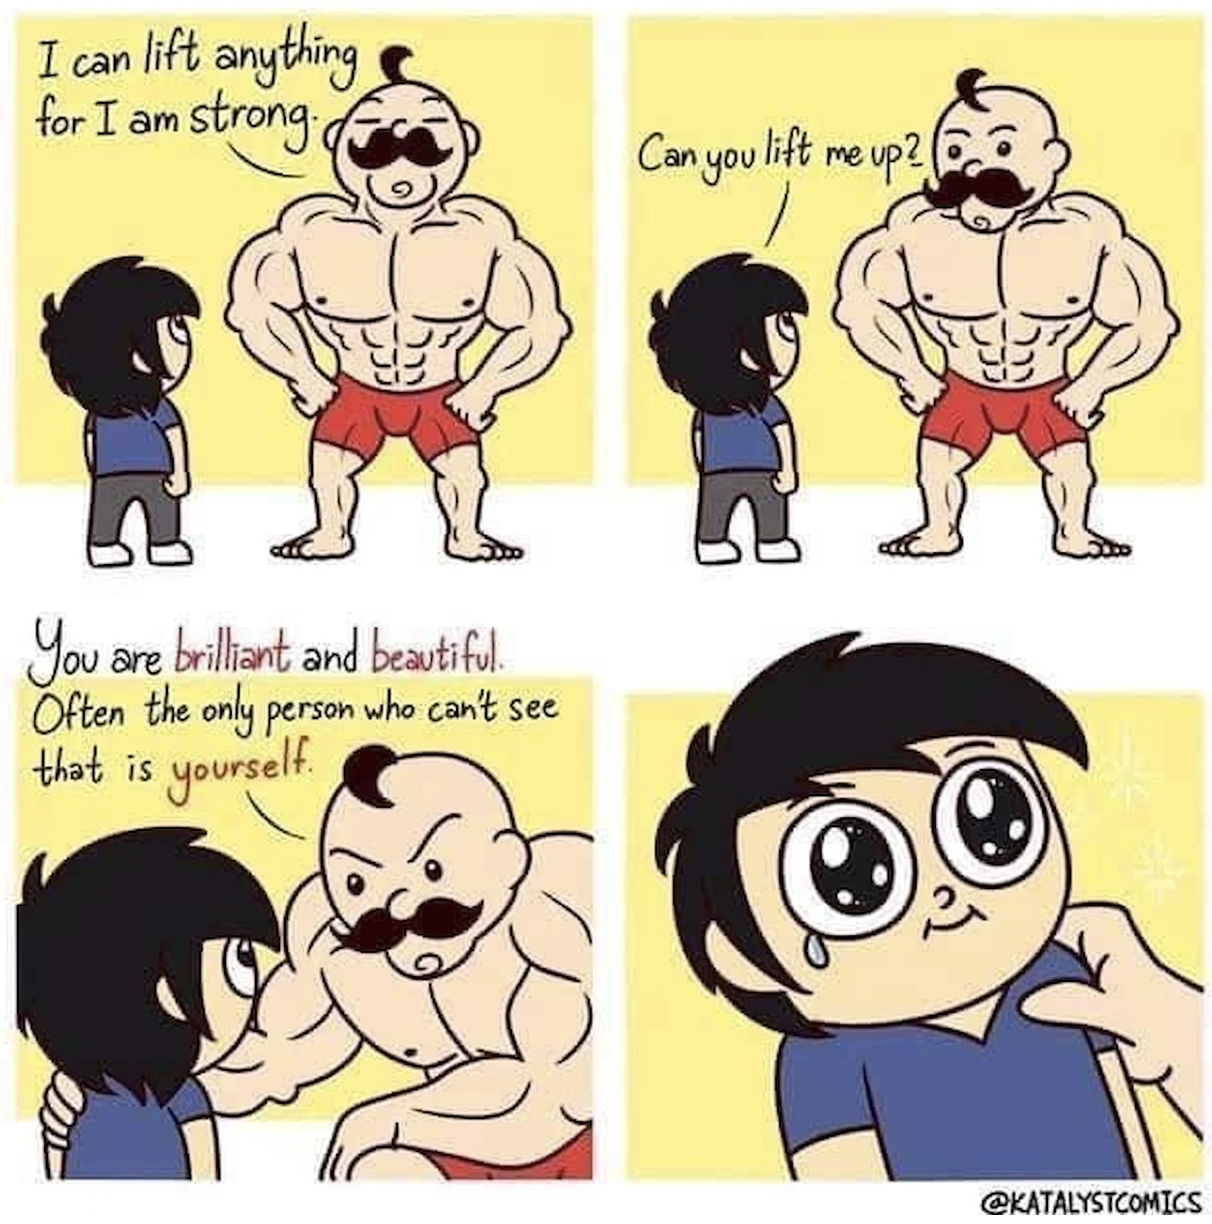 I can lift anything
for I am strong.
Can you lift me up?
You are brilliant and beautiful.
Often the only person who can't see
that is yourself.
@KATALYSTCOMICS